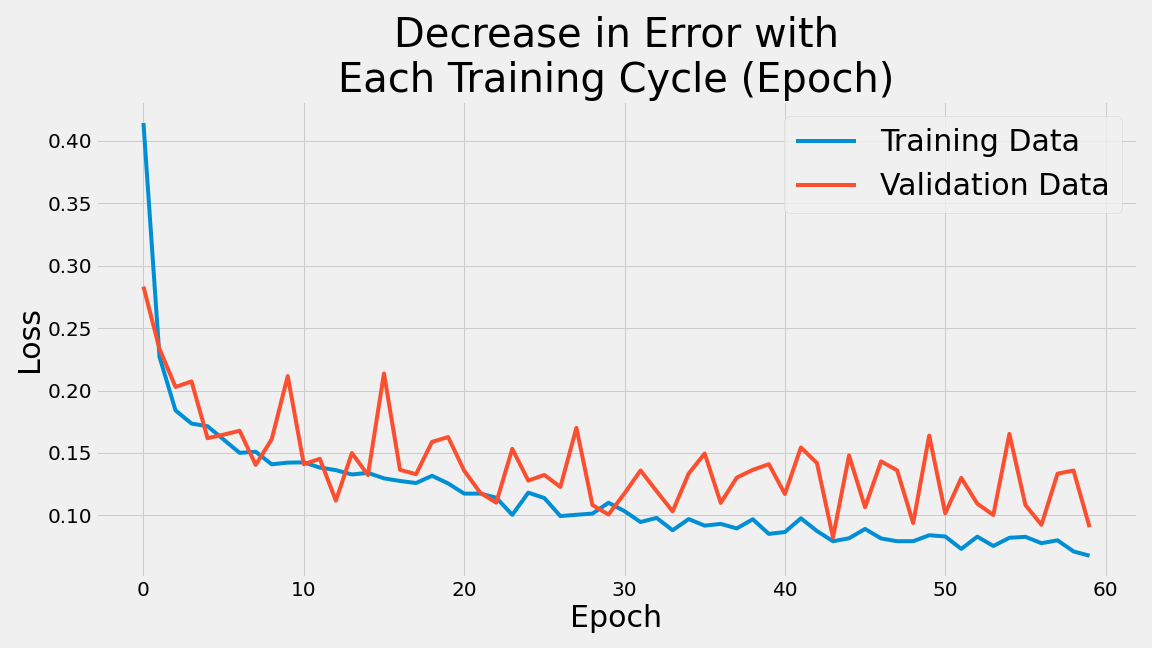 Decrease in Error with
Each Training Cycle (Epoch)
Training Data
Validation Data
0.40
0.35
0.30
0.25
0.20
0.15
0.10
Loss
0 10 20 30 40 50 60
Epoch